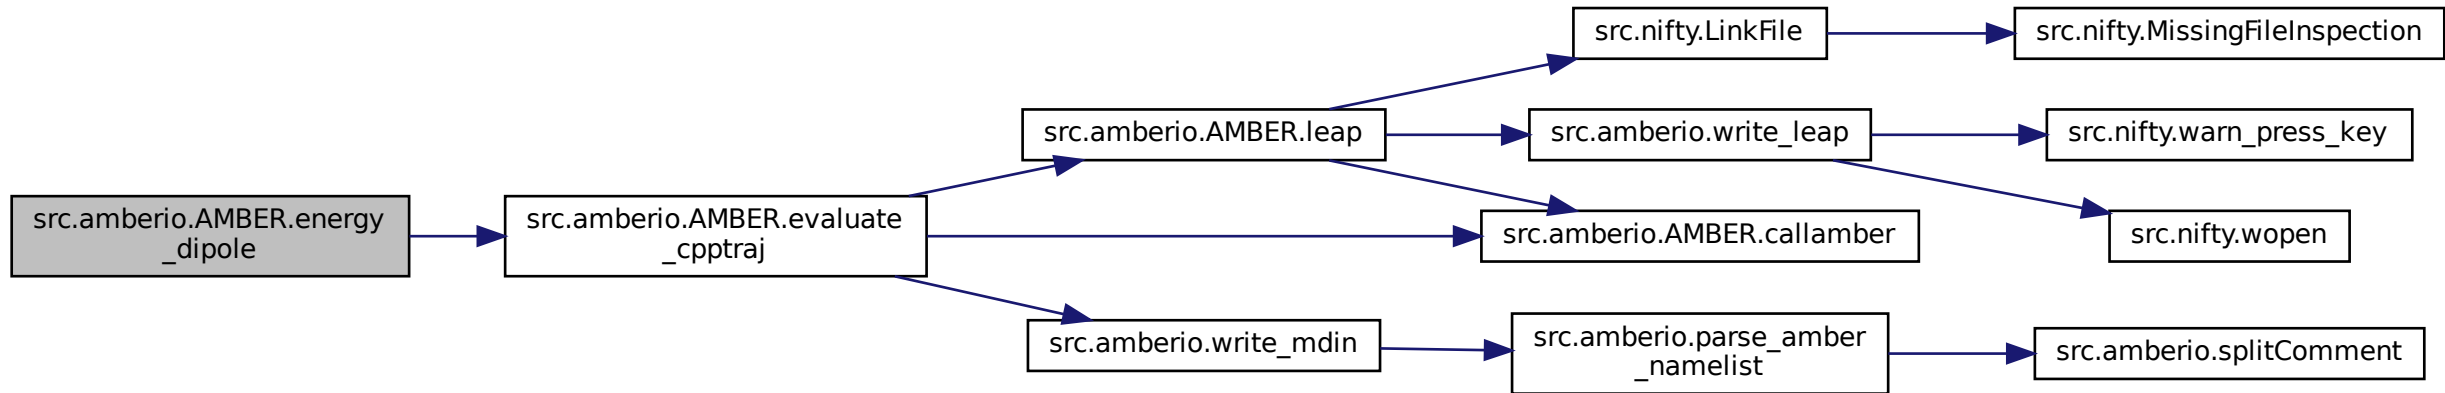 src.amberio.AMBER.energy
_dipole
src.amberio.AMBER.evaluate
_cpptraj
src.amberio.AMBER.leap
src.nifty.LinkFile
src.nifty.MissingFileInspection
src.amberio.write_leap
src.nifty.warn_press_key
src.nifty.wopen
src.amberio.AMBER.callamber
src.amberio.write_mdin
src.amberio.parse_amber
_namelist
src.amberio.splitComment